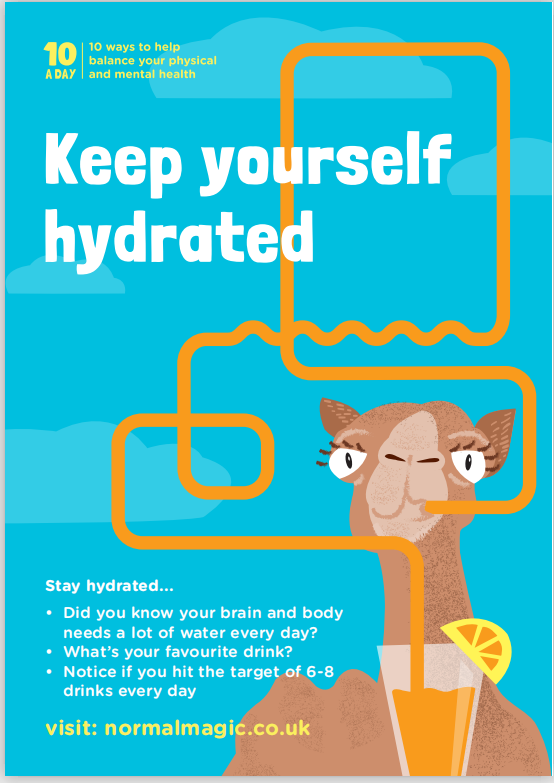 10
A DAY
10 ways to help
balance your physical
and mental health
Keep yourself
hydrated
Stay hydrated...
• Did you know your brain and body
needs a lot of water every day?
• What's your favourite drink?
• Notice if you hit the target of 6-8
drinks every day
visit: normalmagic.co.uk